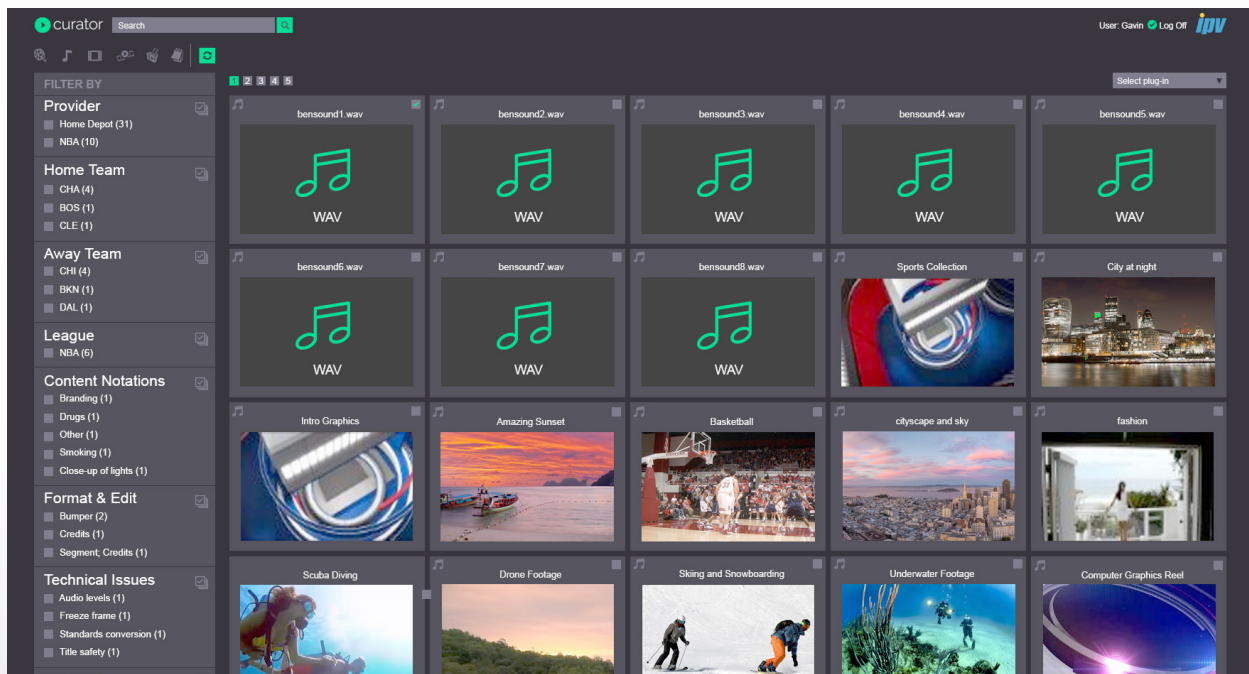 curator
Search
User: Gavin Log Off
ipv
FILTER BY
1 2 3 4 5
Select plug-in
Provider
Home Depot (31)
NBA (10)
Home Team
CHA (4)
BOS (1)
CLE (1)
Away Team
CHI (4)
BKN (1)
DAL (1)
League
NBA (6)
Content Notations
Branding (1)
Drugs (1)
Other (1)
Smoking (1)
Close-up of lights (1)
Format & Edit
Bumper (2)
Credits (1)
Segment; Credits (1)
Technical Issues
Audio levels (1)
Freeze frame (1)
Standards conversion (1)
Title safety (1)
bensound1.wav
WAV
bensound2.wav
WAV
bensound3.wav
WAV
bensound4.wav
WAV
bensound5.wav
WAV
bensound6.wav
WAV
bensound7.wav
WAV
bensound8.wav
WAV
Sports Collection
City at night
Intro Graphics
Amazing Sunset
Basketball
cityscape and sky
fashion
Scuba Diving
Drone Footage
Skiing and Snowboarding
Underwater Footage
Computer Graphics Reel